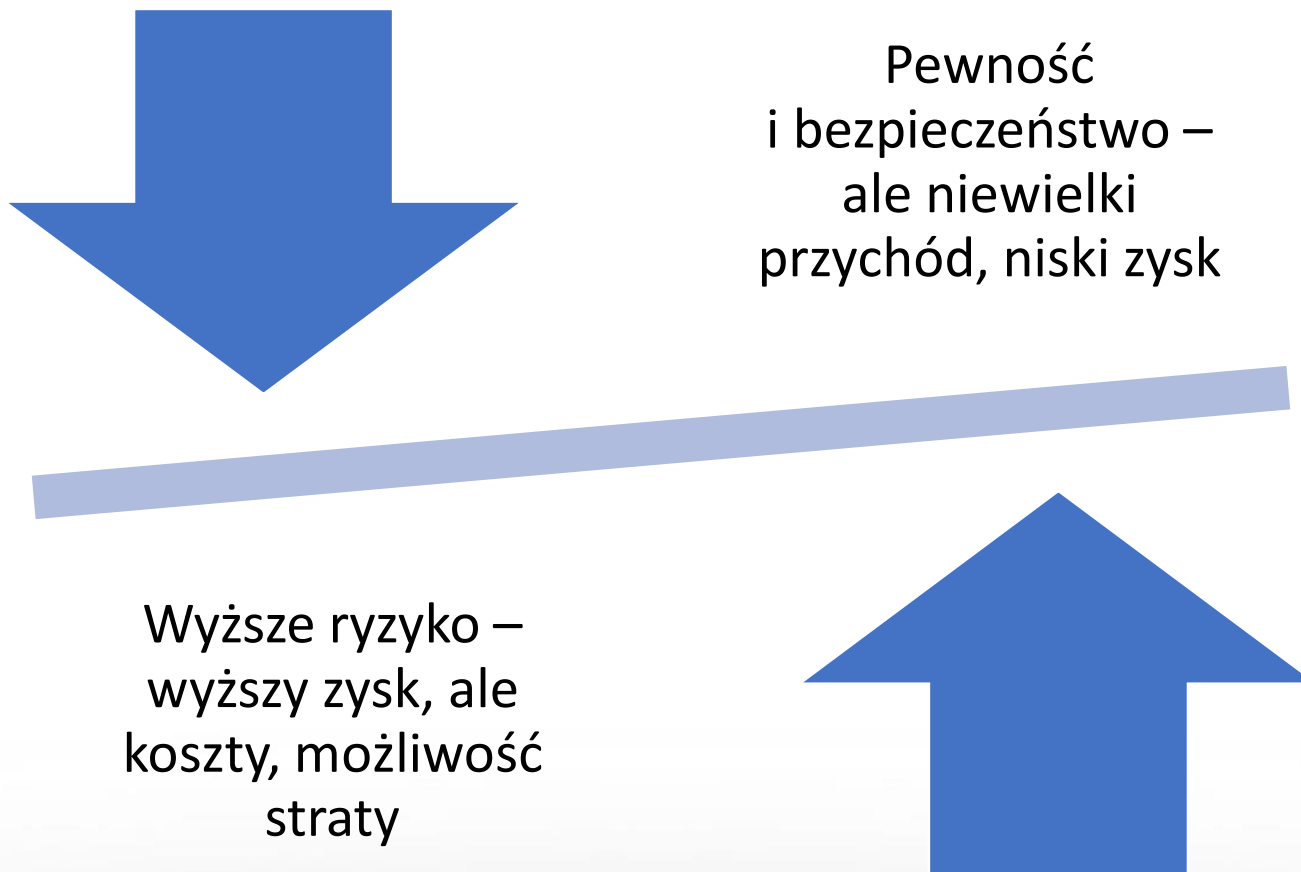 Pewność
i bezpieczeństwo –
ale niewielki
przychód, niski zysk
Wyższe ryzyko –
wyższy zysk, ale
koszty, możliwość
straty